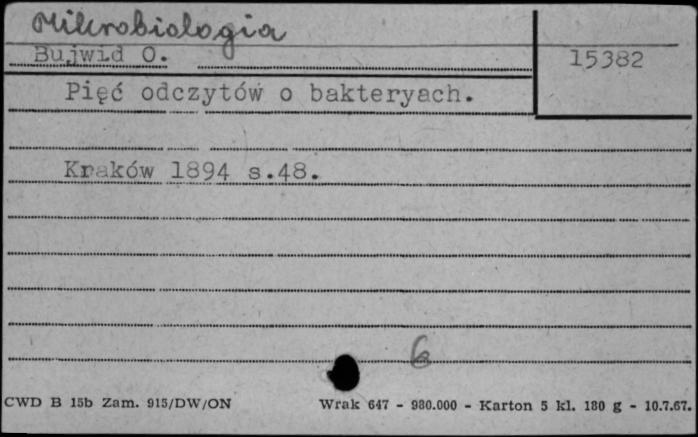 Mikrobiologia
Bujwid O.
15382
Pięć odczytów o bakteryach.
Kraków 1894 s.48.
6
CWD B 15b Zam. 915/DW/ON
Wrak 647 - 980.000 - Karton 5 kl. 180 g - 10.7.67.